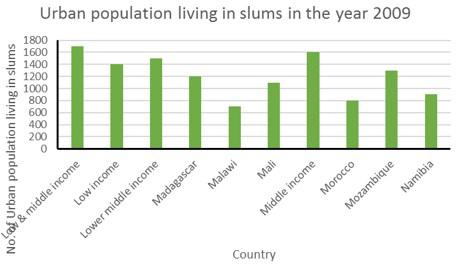 Urban population living in slums in the year 2009
No. of Urban population living in slums
1800
1600
1400
1200
1000
800
600
400
200
0
Low & middle income
Low income
Lower middle income
Madagascar
Malawi
Mali
Middle income
Morocco
Mozambique
Namibia
Country